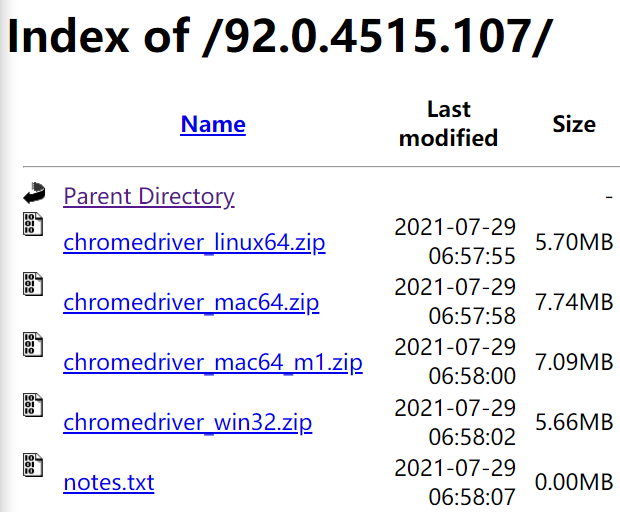 Index of /92.0.4515.107/
Name Last modified Size
Parent Directory -
chromedriver_linux64.zip 2021-07-29 06:57:55 5.70MB
chromedriver_mac64.zip 2021-07-29 06:57:58 7.74MB
chromedriver_mac64_m1.zip 2021-07-29 06:58:00 7.09MB
chromedriver_win32.zip 2021-07-29 06:58:02 5.66MB
notes.txt 2021-07-29 06:58:07 0.00MB